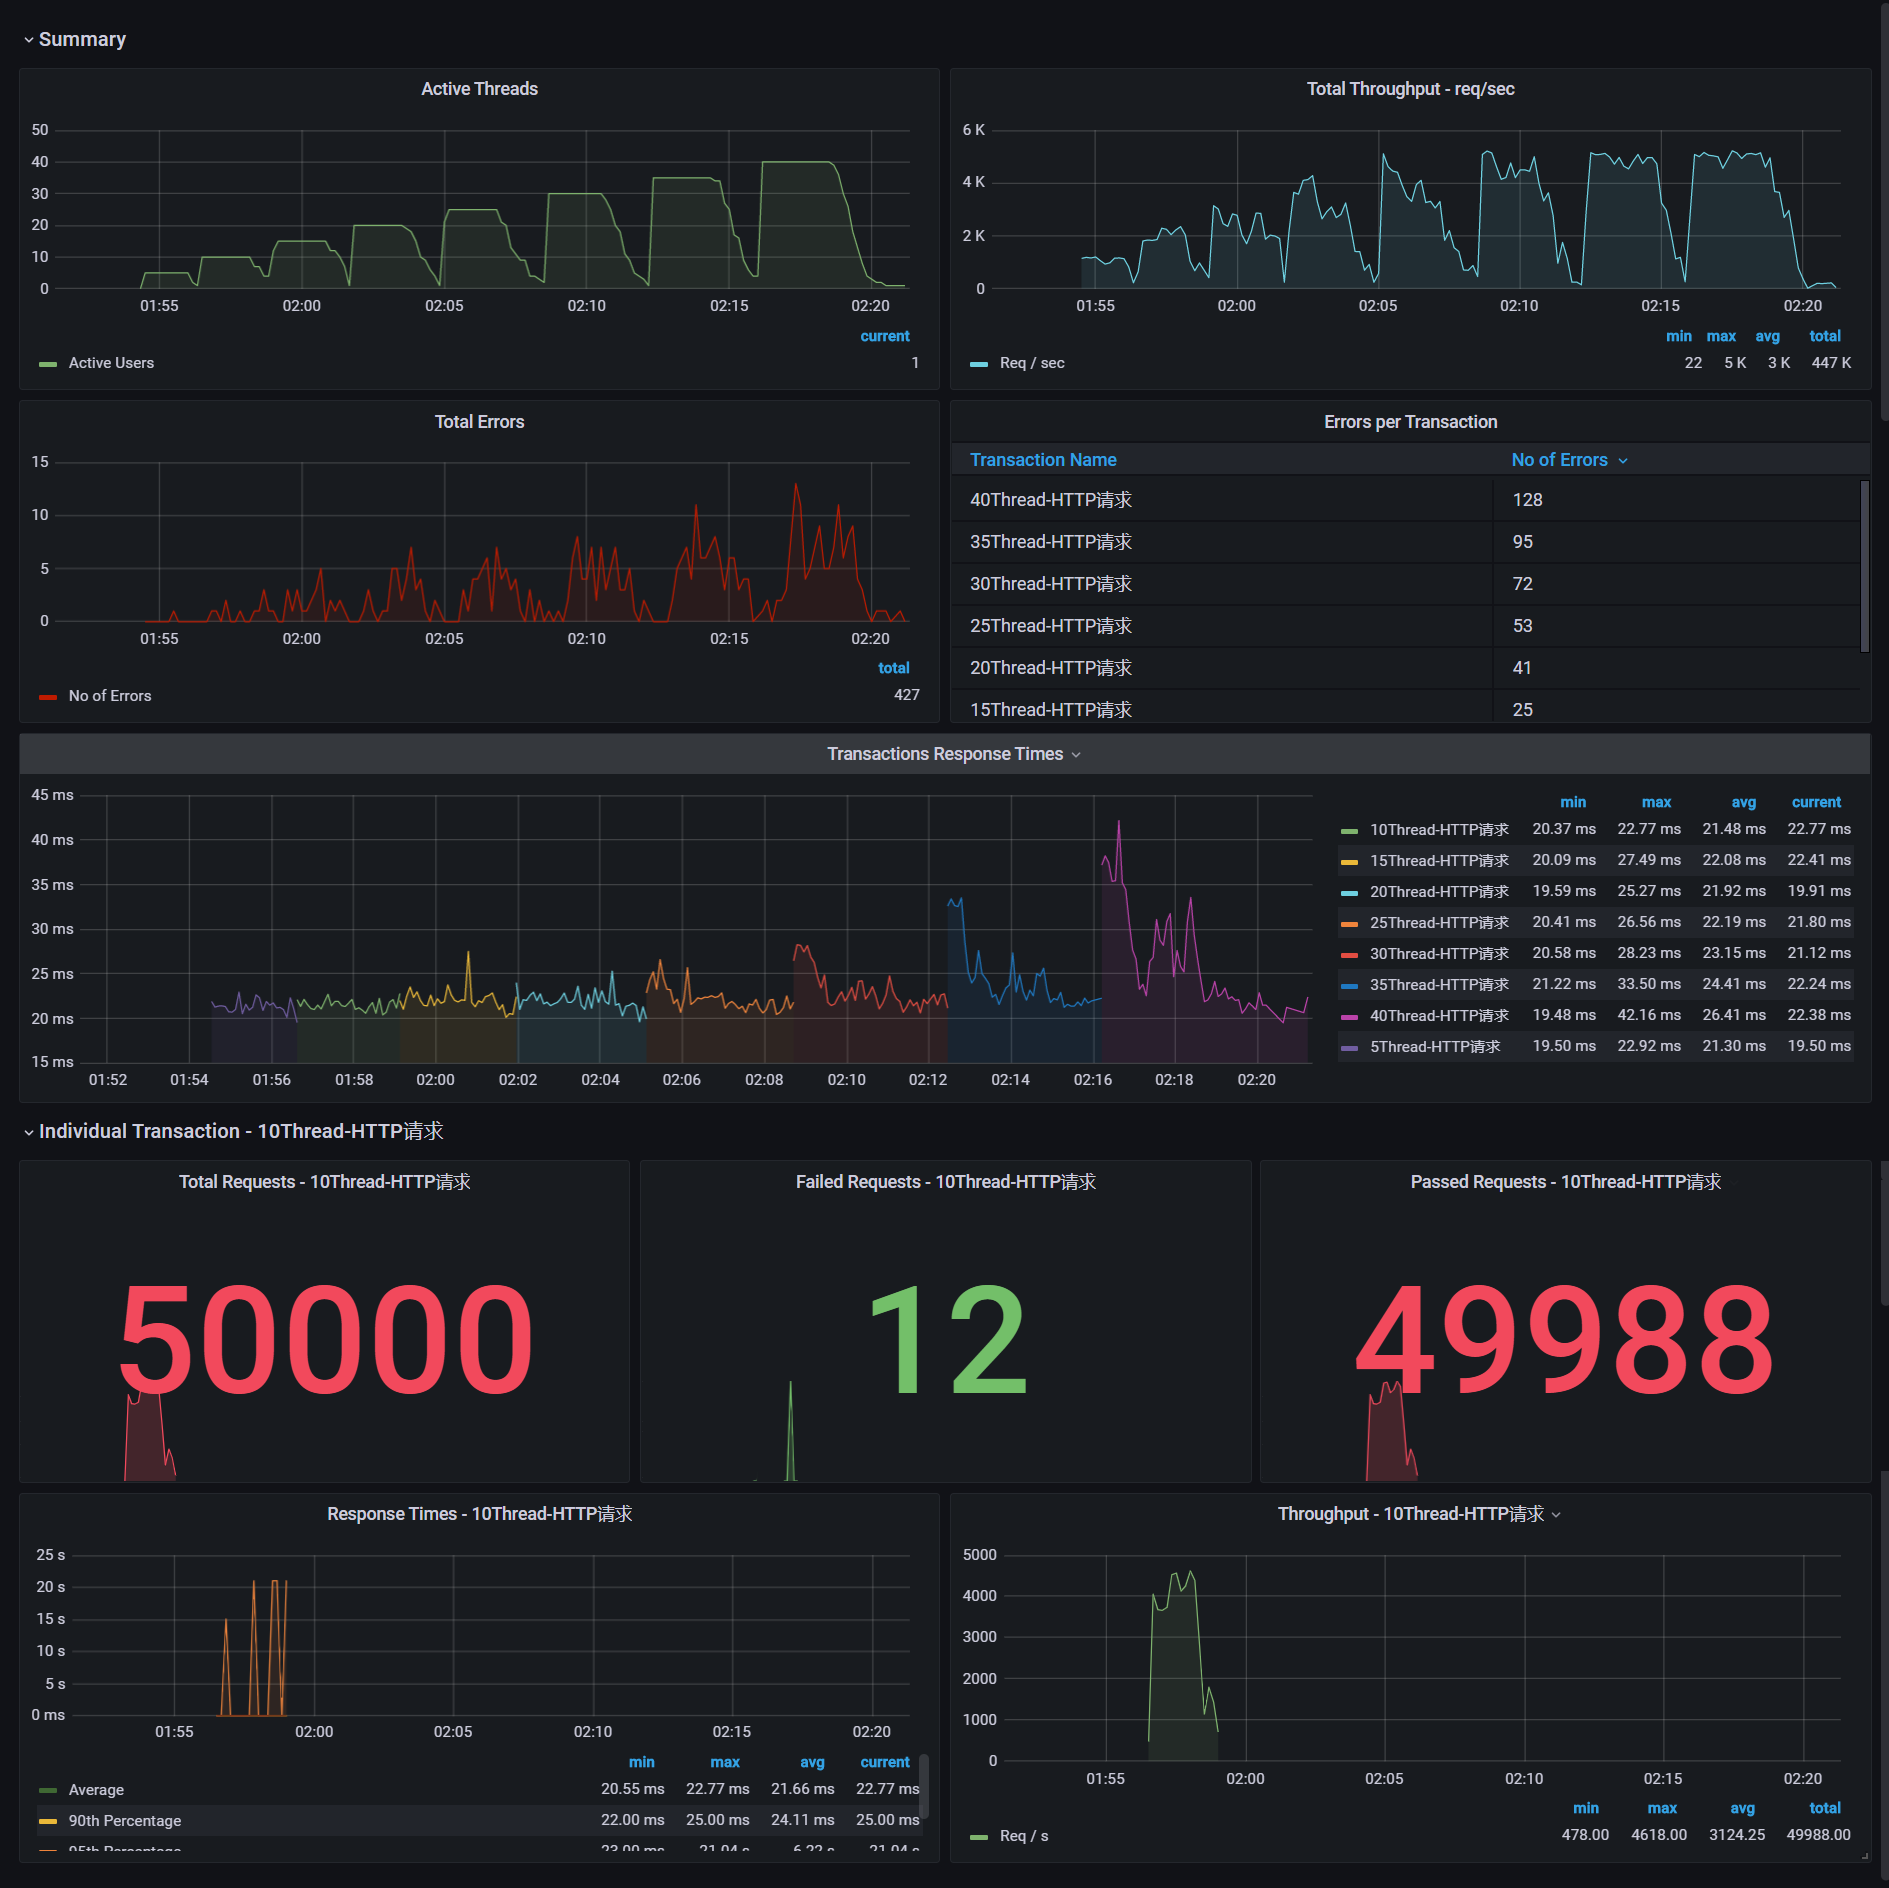 Summary
Active Threads
50
40
30
20
10
0
01:55 02:00 02:05 02:10 02:15 02:20
current
Active Users 1
Total Throughput - req/sec
6 K
4 K
2 K
0
01:55 02:00 02:05 02:10 02:15 02:20
min max avg total
Req / sec 22 5 K 3 K 447 K
Total Errors
15
10
5
0
01:55 02:00 02:05 02:10 02:15 02:20
total
No of Errors 427
Errors per Transaction
Transaction Name No of Errors
40Thread-HTTP请求 128
35Thread-HTTP请求 95
30Thread-HTTP请求 72
25Thread-HTTP请求 53
20Thread-HTTP请求 41
15Thread-HTTP请求 25
Transactions Response Times
45 ms
40 ms
35 ms
30 ms
25 ms
20 ms
15 ms
01:52 01:54 01:56 01:58 02:00 02:02 02:04 02:06 02:08 02:10 02:12 02:14 02:16 02:18 02:20
min max avg current
10Thread-HTTP请求 20.37 ms 22.77 ms 21.48 ms 22.77 ms
15Thread-HTTP请求 20.09 ms 27.49 ms 22.08 ms 22.41 ms
20Thread-HTTP请求 19.59 ms 25.27 ms 21.92 ms 19.91 ms
25Thread-HTTP请求 20.41 ms 26.56 ms 22.19 ms 21.80 ms
30Thread-HTTP请求 20.58 ms 28.23 ms 23.15 ms 21.12 ms
35Thread-HTTP请求 21.22 ms 33.50 ms 24.41 ms 22.24 ms
40Thread-HTTP请求 19.48 ms 42.16 ms 26.41 ms 22.38 ms
5Thread-HTTP请求 19.50 ms 22.92 ms 21.30 ms 19.50 ms
Individual Transaction - 10Thread-HTTP请求
Total Requests - 10Thread-HTTP请求
50000
Failed Requests - 10Thread-HTTP请求
12
Passed Requests - 10Thread-HTTP请求
49988
Response Times - 10Thread-HTTP请求
25 s
20 s
15 s
10 s
5 s
0 ms
01:55 02:00 02:05 02:10 02:15 02:20
min max avg current
Average 20.55 ms 22.77 ms 21.66 ms 22.77 ms
90th Percentage 22.00 ms 25.00 ms 24.11 ms 25.00 ms
95th Percentage 23.00 ms 21.04 s 6.22 s 21.04 s
Throughput - 10Thread-HTTP请求
5000
4000
3000
2000
1000
0
01:55 02:00 02:05 02:10 02:15 02:20
min max avg total
Req / s 478.00 4618.00 3124.25 49988.00